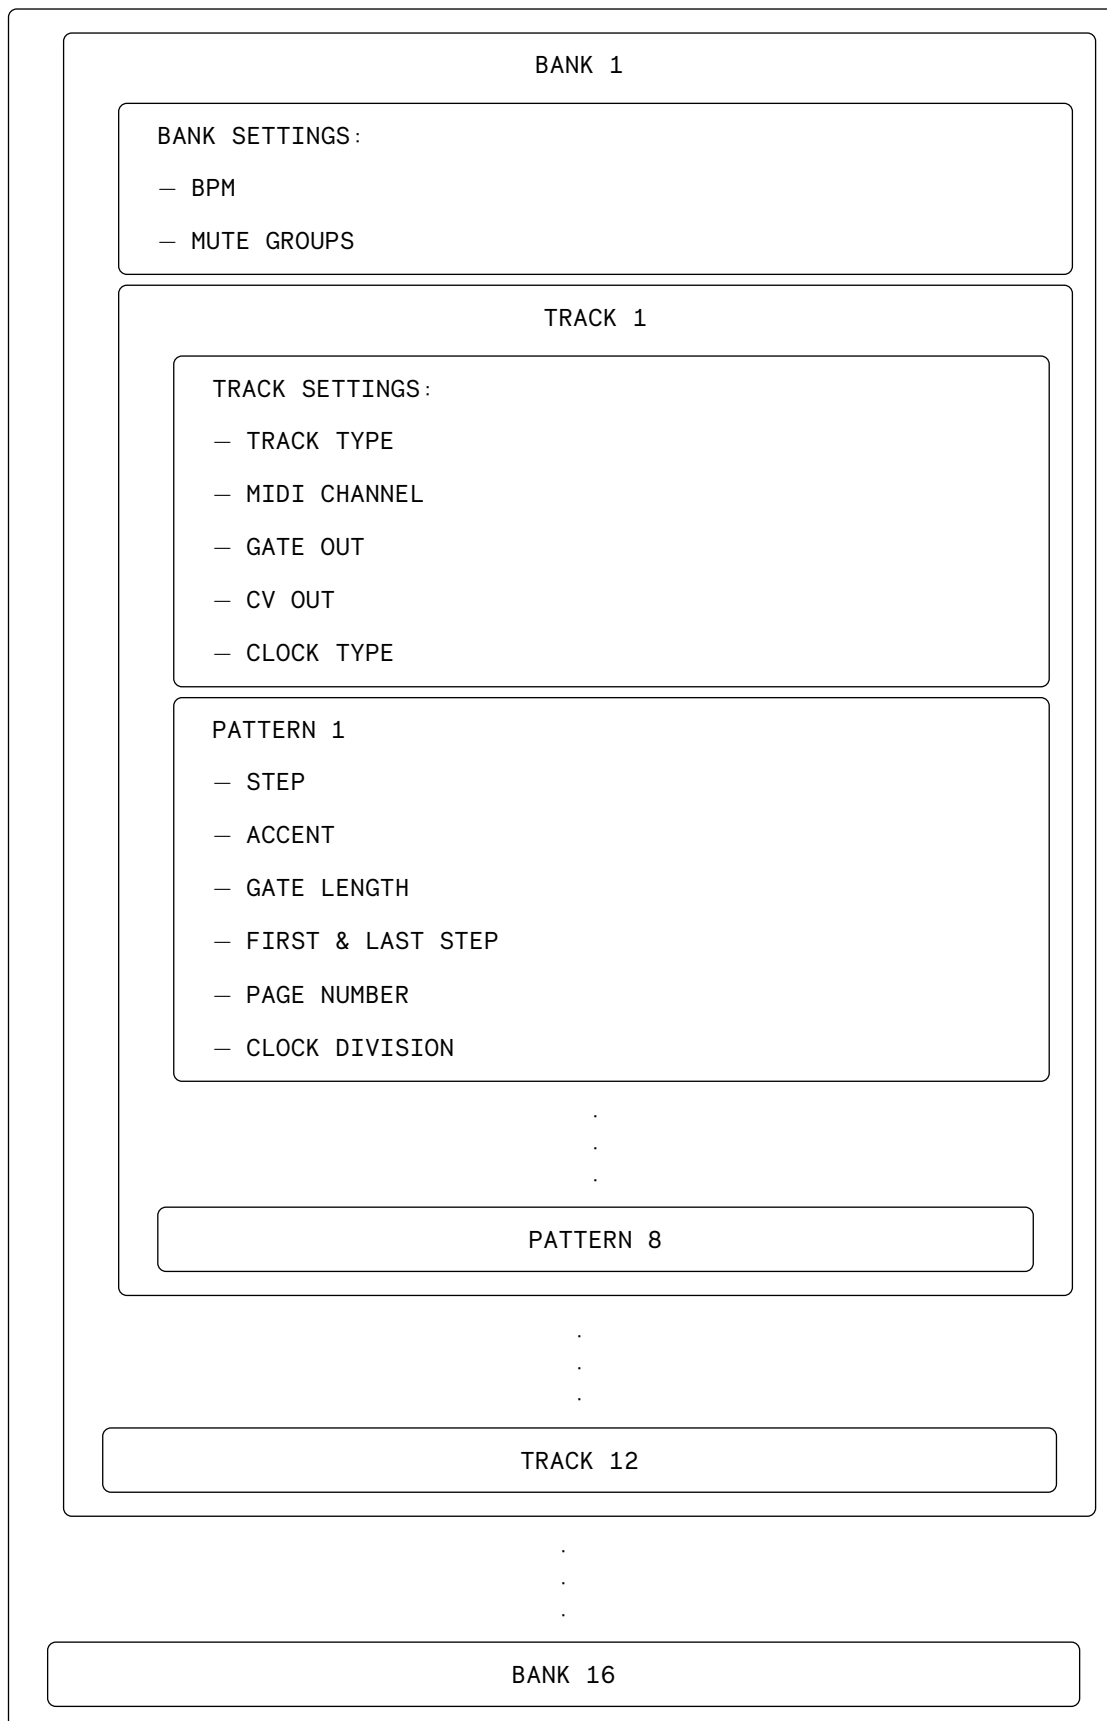 BANK 1
BANK SETTINGS:
— BPM
— MUTE GROUPS
TRACK 1
TRACK SETTINGS:
— TRACK TYPE
— MIDI CHANNEL
— GATE OUT
— CV OUT
— CLOCK TYPE
PATTERN 1
— STEP
— ACCENT
— GATE LENGTH
— FIRST & LAST STEP
— PAGE NUMBER
— CLOCK DIVISION
.
.
.
PATTERN 8
.
.
.
TRACK 12
.
.
.
BANK 16